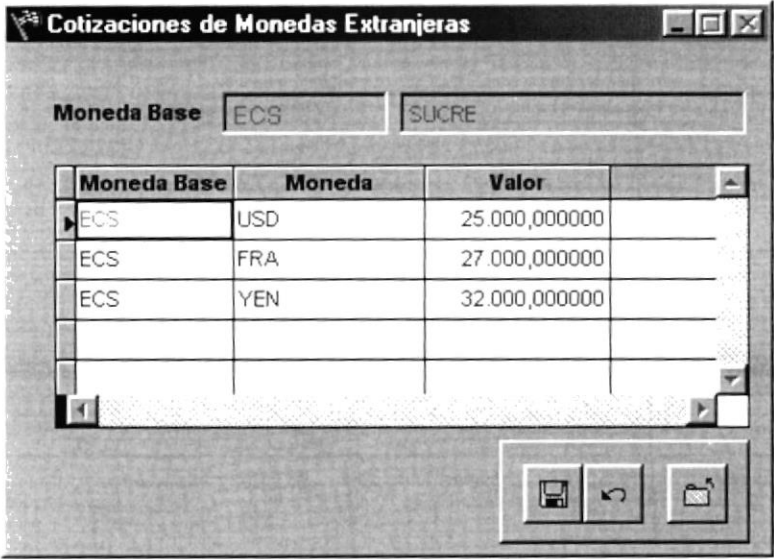 Cotizaciones de Monedas Extranjeras
Moneda Base ECS SUCRE
Moneda Base Moneda Valor
ECS USD 25.000,000000
ECS FRA 27.000,000000
ECS YEN 32.000,000000